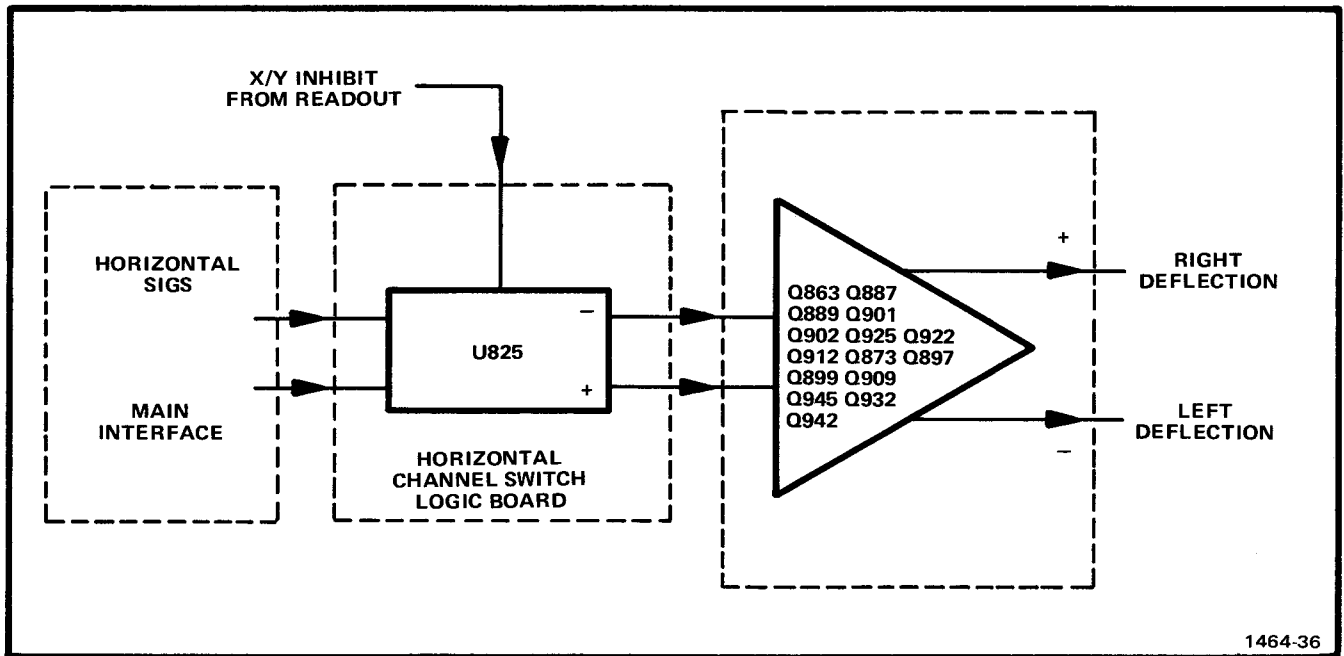 X/Y INHIBIT
FROM READOUT
HORIZONTAL
SIGS
MAIN
INTERFACE
−
U825
+
HORIZONTAL
CHANNEL SWITCH
LOGIC BOARD
Q863 Q887
Q889 Q901
Q902 Q925 Q922
Q912 Q873 Q897
Q899 Q909
Q945 Q932
Q942
+
RIGHT
DEFLECTION
LEFT
DEFLECTION
−
1464-36